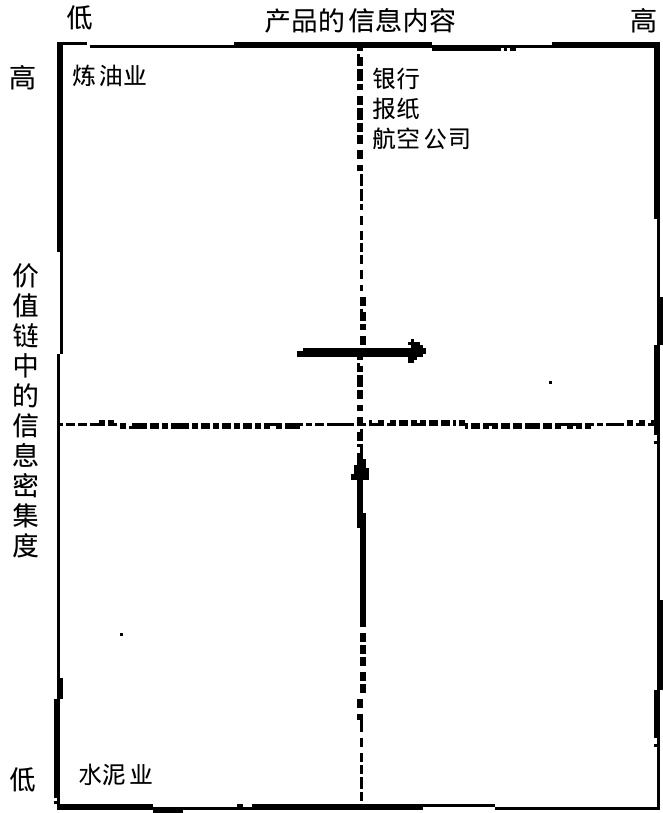 低 产品的信息内容 高
高
炼油业
银行
报纸
航空公司
价值链中的信息密集度
低
水泥业